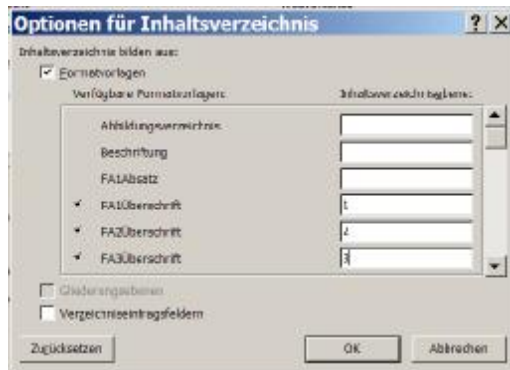 Optionen für Inhaltsverzeichnis ? ×
Inhaltsverzeichnis bilden aus:
Formatvorlagen
Verfügbare Formatvorlagen: Inhaltsverzeichnisebene:
Abbildungsverzeichnis
Beschriftung
FA1Absatz
FA1Überschrift 1
FA2Überschrift 2
FA3Überschrift 3
Gliederungsebenen
Verzeichniseintragsfeldern
Zurücksetzen OK Abbrechen